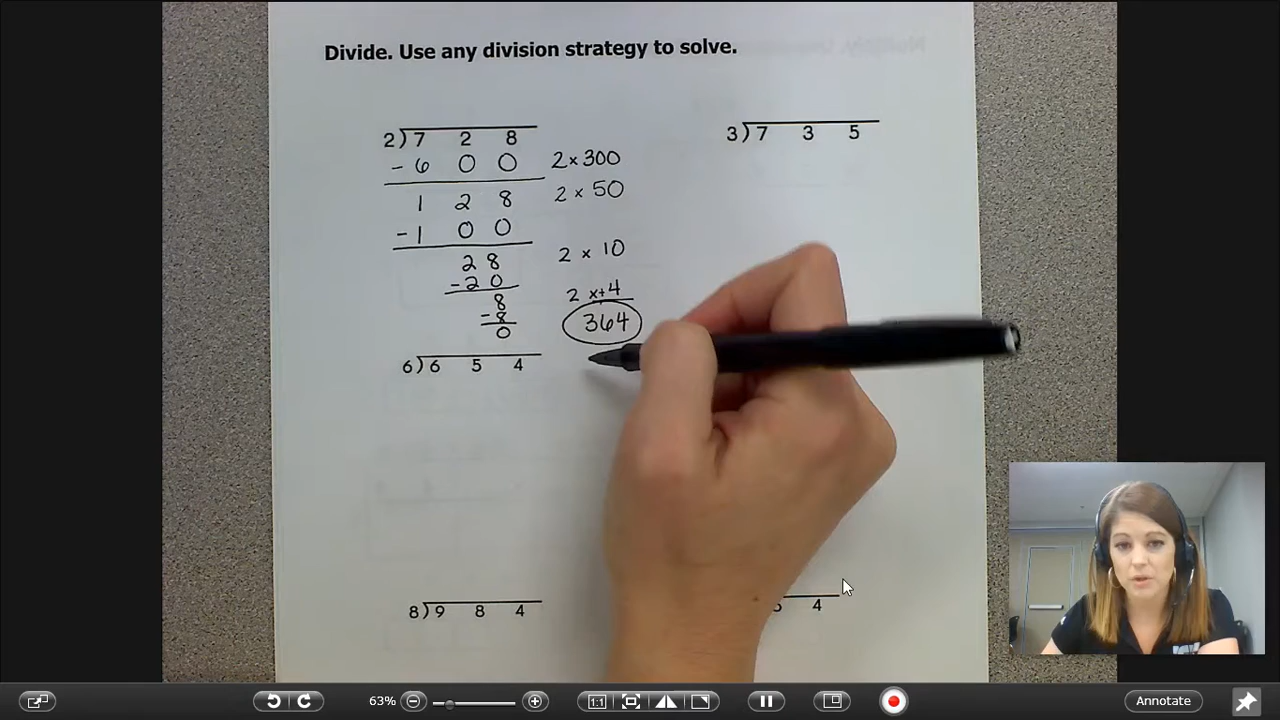 Divide. Use any division strategy to solve.
2)7 2 8
-6 0 0 2×300
1 2 8 2×50
-1 0 0
2 8 2×10
-2 0
8 2×+4
-8 364
0
3)7 3 5
6)6 5 4
8)9 8 4
4
63%
1:1
Annotate